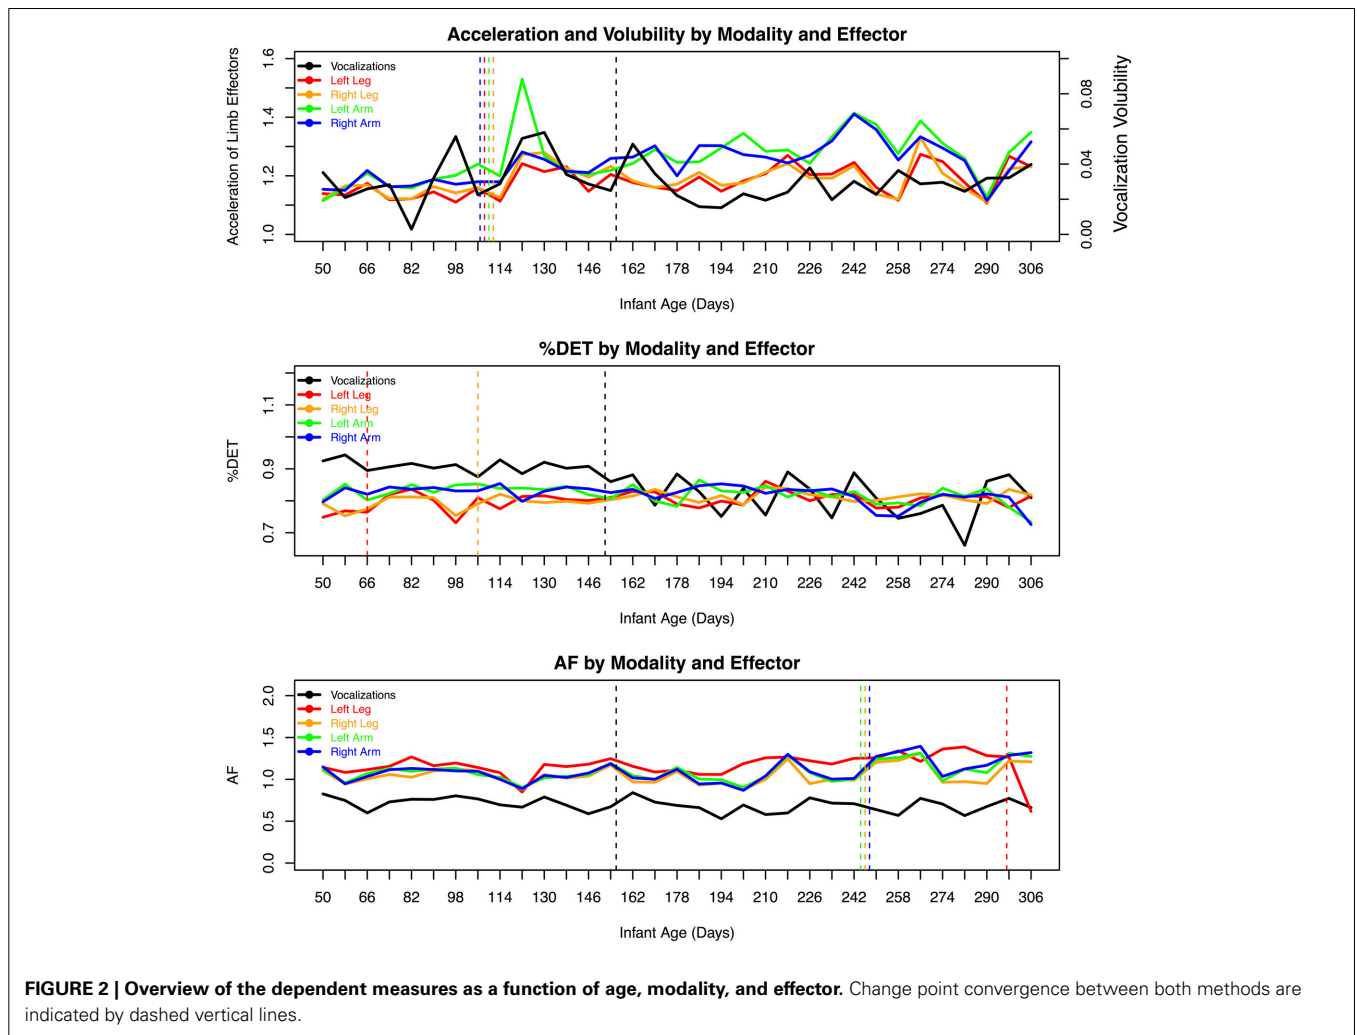 Acceleration and Volubility by Modality and Effector
Acceleration of Limb Effectors
1.0 1.2 1.4 1.6
Vocalizations
Left Leg
Right Leg
Left Arm
Right Arm
0.00 0.04 0.08
Vocalization Volubility
50 66 82 98 114 130 146 162 178 194 210 226 242 258 274 290 306
Infant Age (Days)
%DET by Modality and Effector
%DET
0.7 0.9 1.1
Vocalizations
Left Leg
Right Leg
Left Arm
Right Arm
50 66 82 98 114 130 146 162 178 194 210 226 242 258 274 290 306
Infant Age (Days)
AF by Modality and Effector
AF
0.0 0.5 1.0 1.5 2.0
Vocalizations
Left Leg
Right Leg
Left Arm
Right Arm
50 66 82 98 114 130 146 162 178 194 210 226 242 258 274 290 306
Infant Age (Days)
FIGURE 2 | Overview of the dependent measures as a function of age, modality, and effector. Change point convergence between both methods are
indicated by dashed vertical lines.